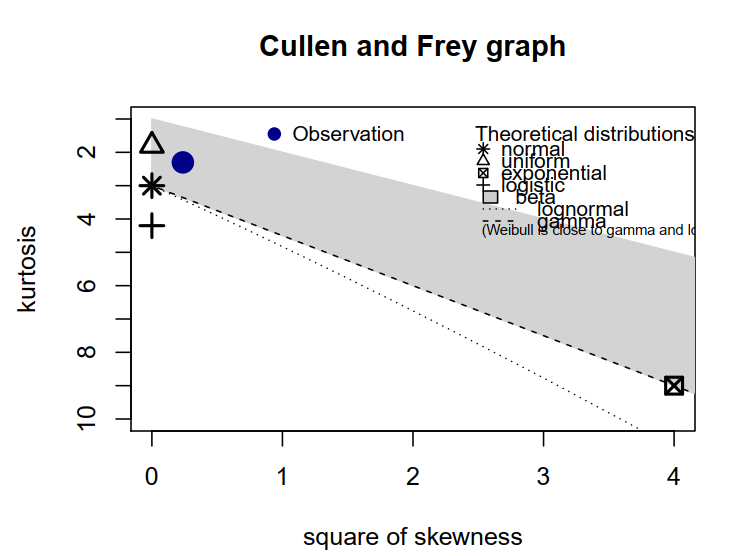 Cullen and Frey graph
Observation
Theoretical distributions
normal
uniform
exponential
logistic
beta
lognormal
gamma
(Weibull is close to gamma and lo
kurtosis
2
4
6
8
10
0 1 2 3 4
square of skewness